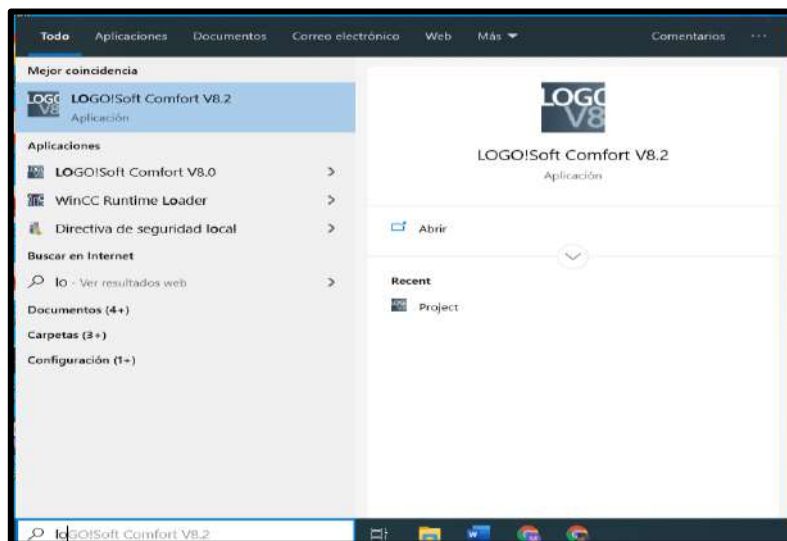 Todo Aplicaciones Documentos Correo electrónico Web Más Comentarios ...
Mejor coincidencia
LOGO!Soft Comfort V8.2
Aplicación
Aplicaciones
LOGO!Soft Comfort V8.0
WinCC Runtime Loader
Directiva de seguridad local
Buscar en Internet
lo - Ver resultados web
Documentos (4+)
Carpetas (3+)
Configuración (1+)
LOGO
V8
LOGO!Soft Comfort V8.2
Aplicación
Abrir
Recent
Project
loGO!Soft Comfort V8.2